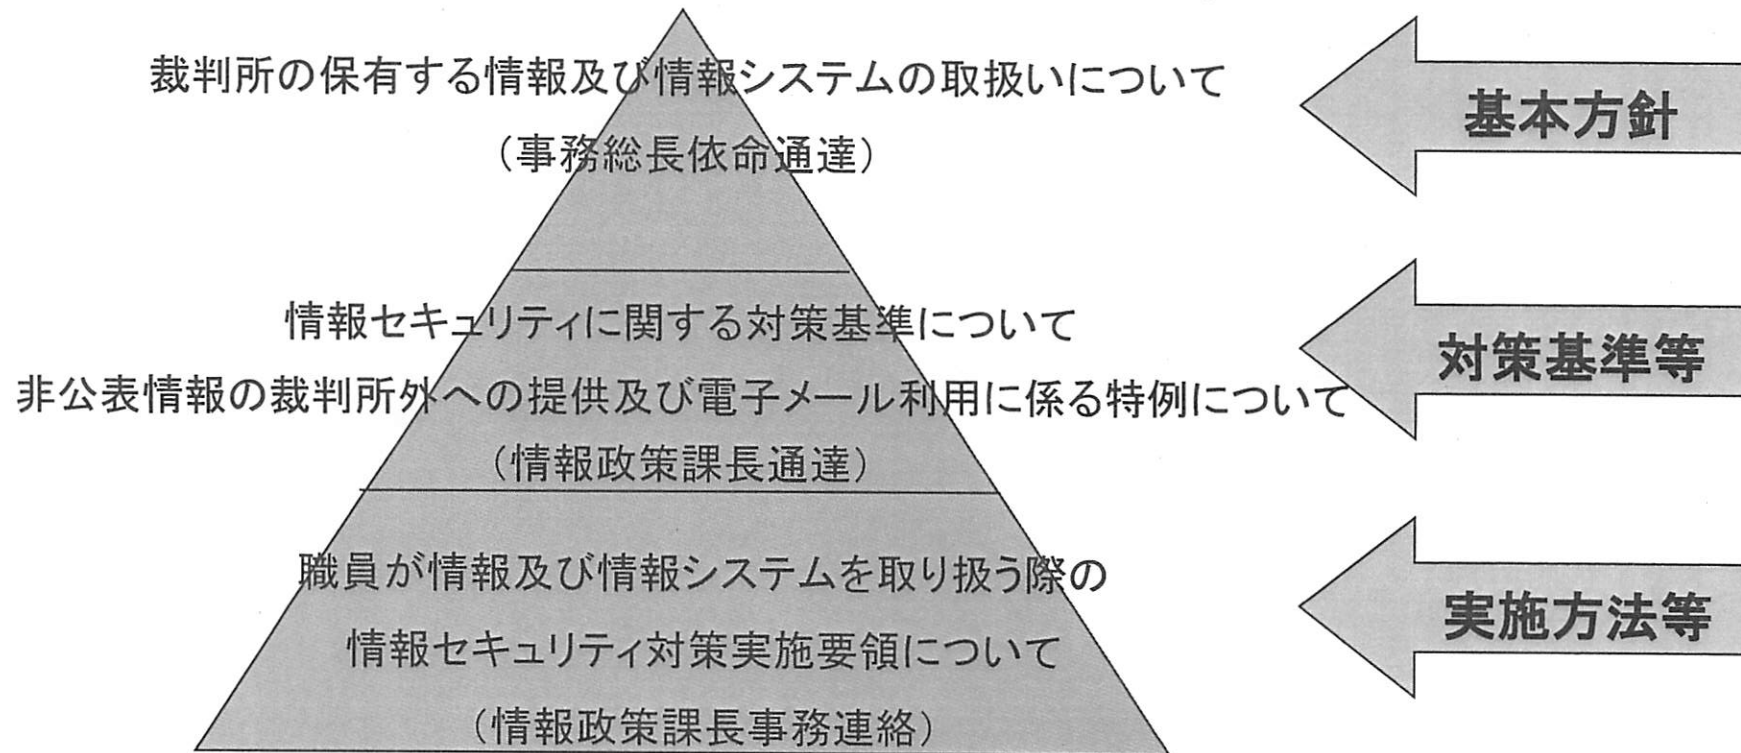 裁判所の保有する情報及び情報システムの取扱いについて
（事務総長依命通達）
基本方針
情報セキュリティに関する対策基準について
非公表情報の裁判所外への提供及び電子メール利用に係る特例について
（情報政策課長通達）
対策基準等
職員が情報及び情報システムを取り扱う際の
情報セキュリティ対策実施要領について
（情報政策課長事務連絡）
実施方法等